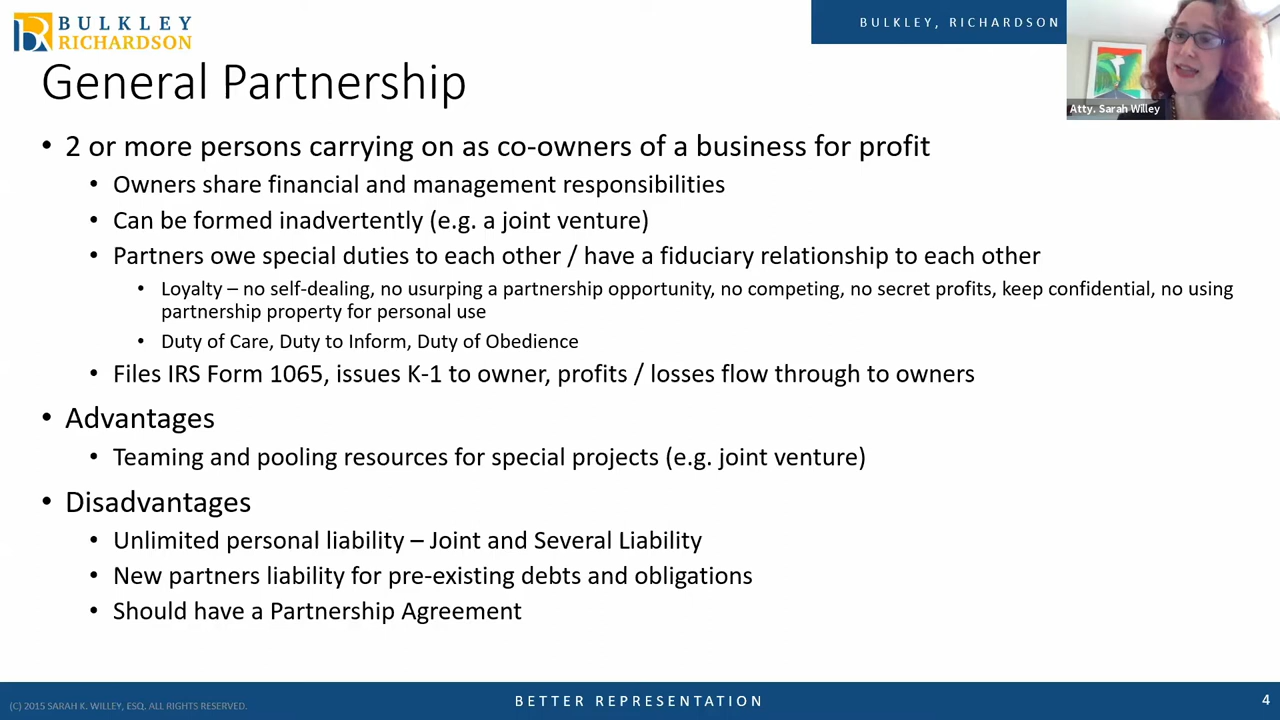 BULKLEY
RICHARDSON
BULKLEY, RICHARDSON
Atty. Sarah Willey
General Partnership
• 2 or more persons carrying on as co-owners of a business for profit
• Owners share financial and management responsibilities
• Can be formed inadvertently (e.g. a joint venture)
• Partners owe special duties to each other / have a fiduciary relationship to each other
• Loyalty – no self-dealing, no usurping a partnership opportunity, no competing, no secret profits, keep confidential, no using
partnership property for personal use
• Duty of Care, Duty to Inform, Duty of Obedience
• Files IRS Form 1065, issues K-1 to owner, profits / losses flow through to owners
• Advantages
• Teaming and pooling resources for special projects (e.g. joint venture)
• Disadvantages
• Unlimited personal liability – Joint and Several Liability
• New partners liability for pre-existing debts and obligations
• Should have a Partnership Agreement
(C) 2015 SARAH K. WILLEY, ESQ. ALL RIGHTS RESERVED.
BETTER REPRESENTATION
4